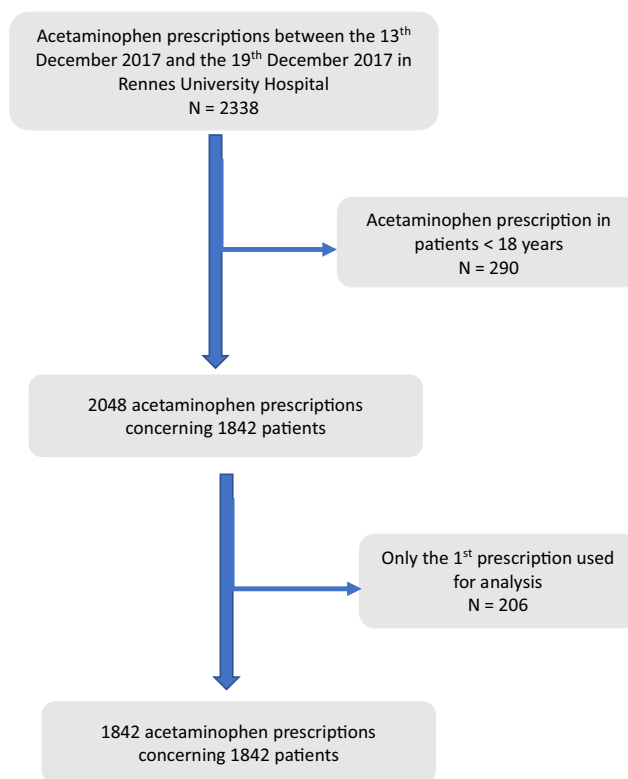 Acetaminophen prescriptions between the 13th
December 2017 and the 19th December 2017 in
Rennes University Hospital
N = 2338
Acetaminophen prescription in
patients < 18 years
N = 290
2048 acetaminophen prescriptions
concerning 1842 patients
Only the 1st prescription used
for analysis
N = 206
1842 acetaminophen prescriptions
concerning 1842 patients